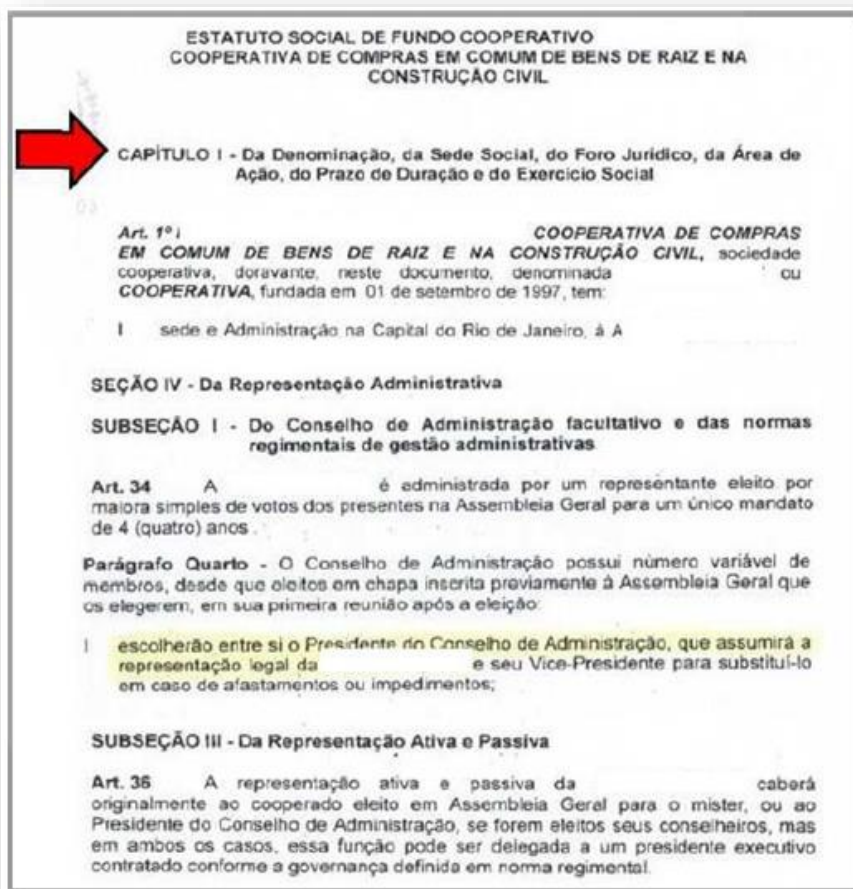 ESTATUTO SOCIAL DE FUNDO COOPERATIVO
COOPERATIVA DE COMPRAS EM COMUM DE BENS DE RAIZ E NA
CONSTRUÇÃO CIVIL
CAPÍTULO I - Da Denominação, da Sede Social, do Foro Jurídico, da Área de
Ação, do Prazo de Duração e do Exercício Social
Art. 1º COOPERATIVA DE COMPRAS
EM COMUM DE BENS DE RAIZ E NA CONSTRUÇÃO CIVIL, sociedade
cooperativa, doravante, neste documento, denominada ou
COOPERATIVA, fundada em 01 de setembro de 1997, tem:
I sede e Administração na Capital do Rio de Janeiro, à A
SEÇÃO IV - Da Representação Administrativa
SUBSEÇÃO I - Do Conselho de Administração facultativo e das normas
regimentais de gestão administrativas
Art. 34 A é administrada por um representante eleito por
maiora simples de votos dos presentes na Assembleia Geral para um único mandato
de 4 (quatro) anos.
Parágrafo Quarto - O Conselho de Administração possui número variável de
membros, desde que eleitos em chapa inscrita previamente à Assembleia Geral que
os elegerem, em sua primeira reunião após a eleição:
I escolherão entre si o Presidente do Conselho de Administração, que assumirá a
representação legal da e seu Vice-Presidente para substituí-lo
em caso de afastamentos ou impedimentos;
SUBSEÇÃO III - Da Representação Ativa e Passiva
Art. 36 A representação ativa e passiva da caberá
originalmente ao cooperado eleito em Assembleia Geral para o mister, ou ao
Presidente do Conselho de Administração, se forem eleitos seus conselheiros, mas
em ambos os casos, essa função pode ser delegada a um presidente executivo
contratado conforme a governança definida em norma regimental.